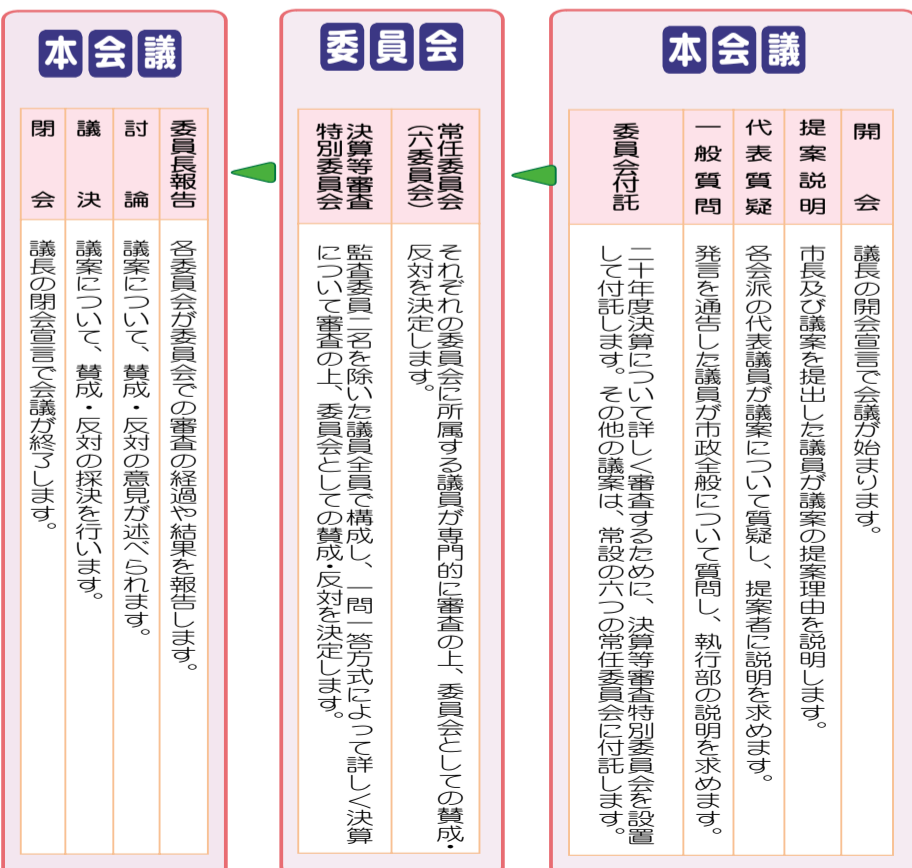 本会議
開会
議長の開会宣言で会議が始まります。
提案説明
市長及び議案を提出した議員が議案の提案理由を説明します。
代表質疑
各会派の代表議員が議案について質疑し、提案者に説明を求めます。
一般質問
発言を通告した議員が市政全般について質問し、執行部の説明を求めます。
委員会付託
二十年度決算について詳しく審査するために、決算等審査特別委員会を設置
して付託します。その他の議案は、常設の六つの常任委員会に付託します。
委員会
常任委員会
(六委員会)
それぞれの委員会に所属する議員が専門的に審査の上、委員会としての賛成・
反対を決定します。
決算等審査
特別委員会
監査委員二名を除いた議員全員で構成し、一問一答方式によって詳しく決算
について審査の上、委員会としての賛成・反対を決定します。
本会議
委員長報告
各委員会が委員会での審査の経過や結果を報告します。
討論
議案について、賛成・反対の意見が述べられます。
議決
議案について、賛成・反対の採決を行います。
閉会
議長の閉会宣言で会議が終了します。